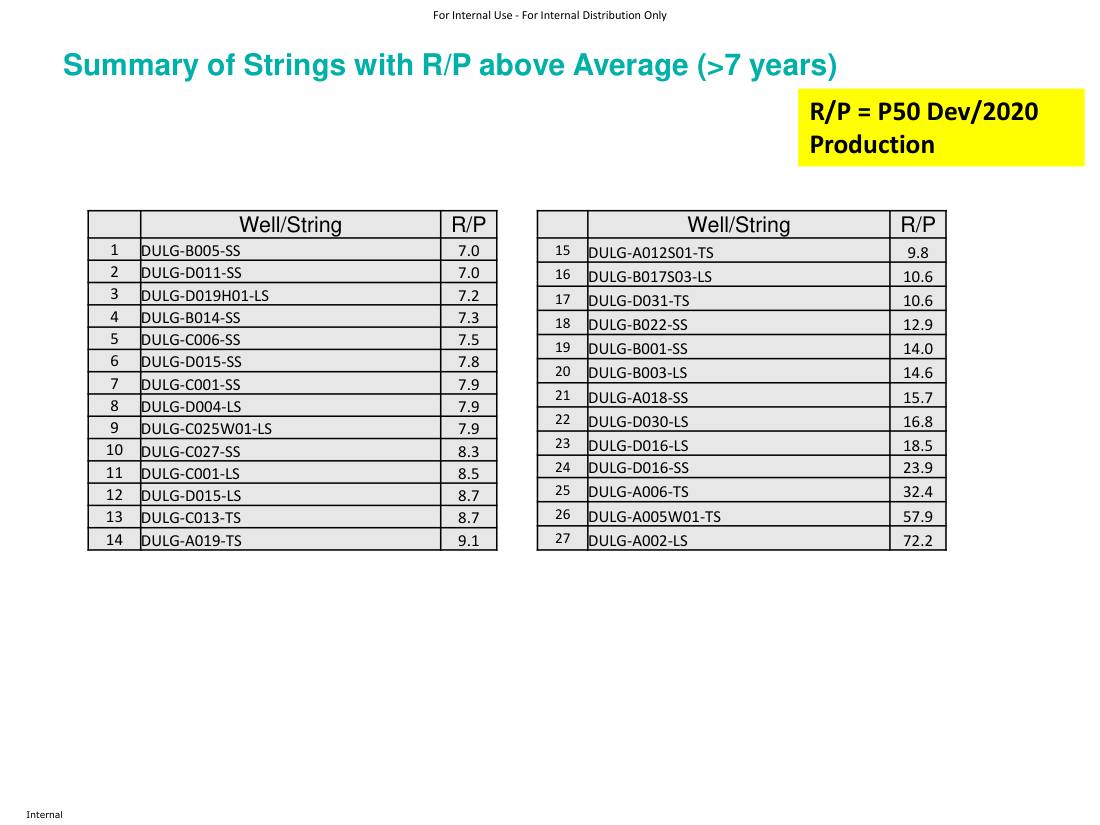 For Internal Use - For Internal Distribution Only
Summary of Strings with R/P above Average (>7 years)
R/P = P50 Dev/2020
Production
Well/String R/P
1 DULG-B005-SS 7.0
2 DULG-D011-SS 7.0
3 DULG-D019H01-LS 7.2
4 DULG-B014-SS 7.3
5 DULG-C006-SS 7.5
6 DULG-D015-SS 7.8
7 DULG-C001-SS 7.9
8 DULG-D004-LS 7.9
9 DULG-C025W01-LS 7.9
10 DULG-C027-SS 8.3
11 DULG-C001-LS 8.5
12 DULG-D015-LS 8.7
13 DULG-C013-TS 8.7
14 DULG-A019-TS 9.1
Well/String R/P
15 DULG-A012S01-TS 9.8
16 DULG-B017S03-LS 10.6
17 DULG-D031-TS 10.6
18 DULG-B022-SS 12.9
19 DULG-B001-SS 14.0
20 DULG-B003-LS 14.6
21 DULG-A018-SS 15.7
22 DULG-D030-LS 16.8
23 DULG-D016-LS 18.5
24 DULG-D016-SS 23.9
25 DULG-A006-TS 32.4
26 DULG-A005W01-TS 57.9
27 DULG-A002-LS 72.2
Internal